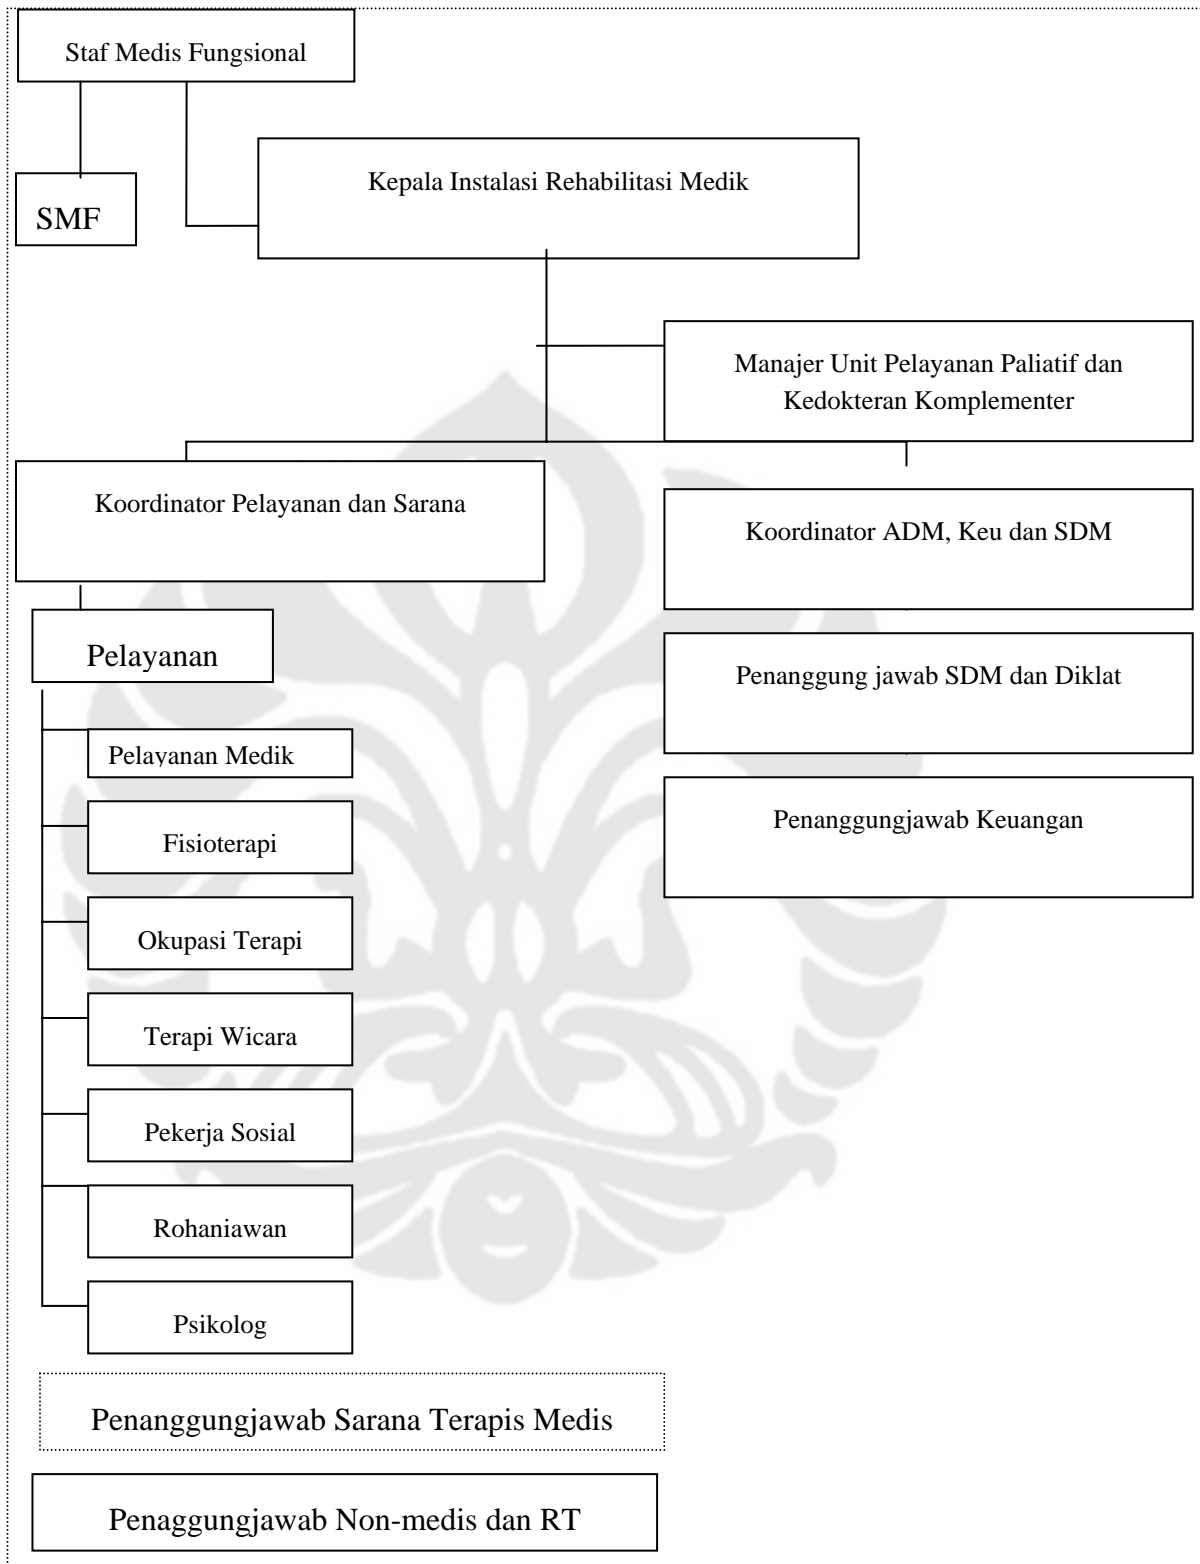 Staf Medis Fungsional
Kepala Instalasi Rehabilitasi Medik
SMF
Manajer Unit Pelayanan Paliatif dan
Kedokteran Komplementer
Koordinator Pelayanan dan Sarana
Koordinator ADM, Keu dan SDM
Pelayanan
Penanggung jawab SDM dan Diklat
Pelayanan Medik
Penanggungjawab Keuangan
Fisioterapi
Okupasi Terapi
Terapi Wicara
Pekerja Sosial
Rohaniawan
Psikolog
Penanggungjawab Sarana Terapis Medis
Penaggungjawab Non-medis dan RT